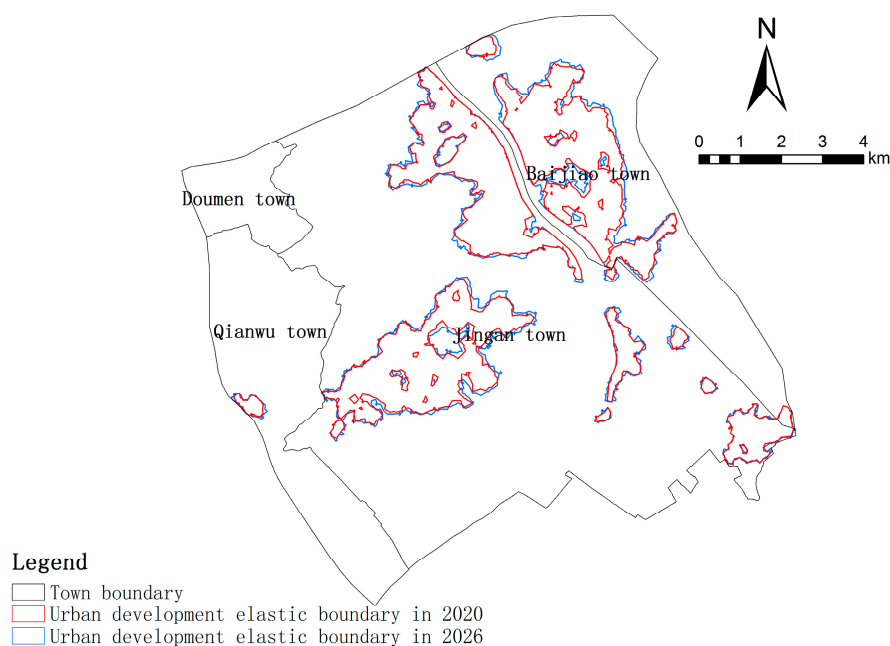 N
0 1 2 3 4
km
Baijiao town
Doumen town
Qianwu town
Jingan town
Legend
Town boundary
Urban development elastic boundary in 2020
Urban development elastic boundary in 2026